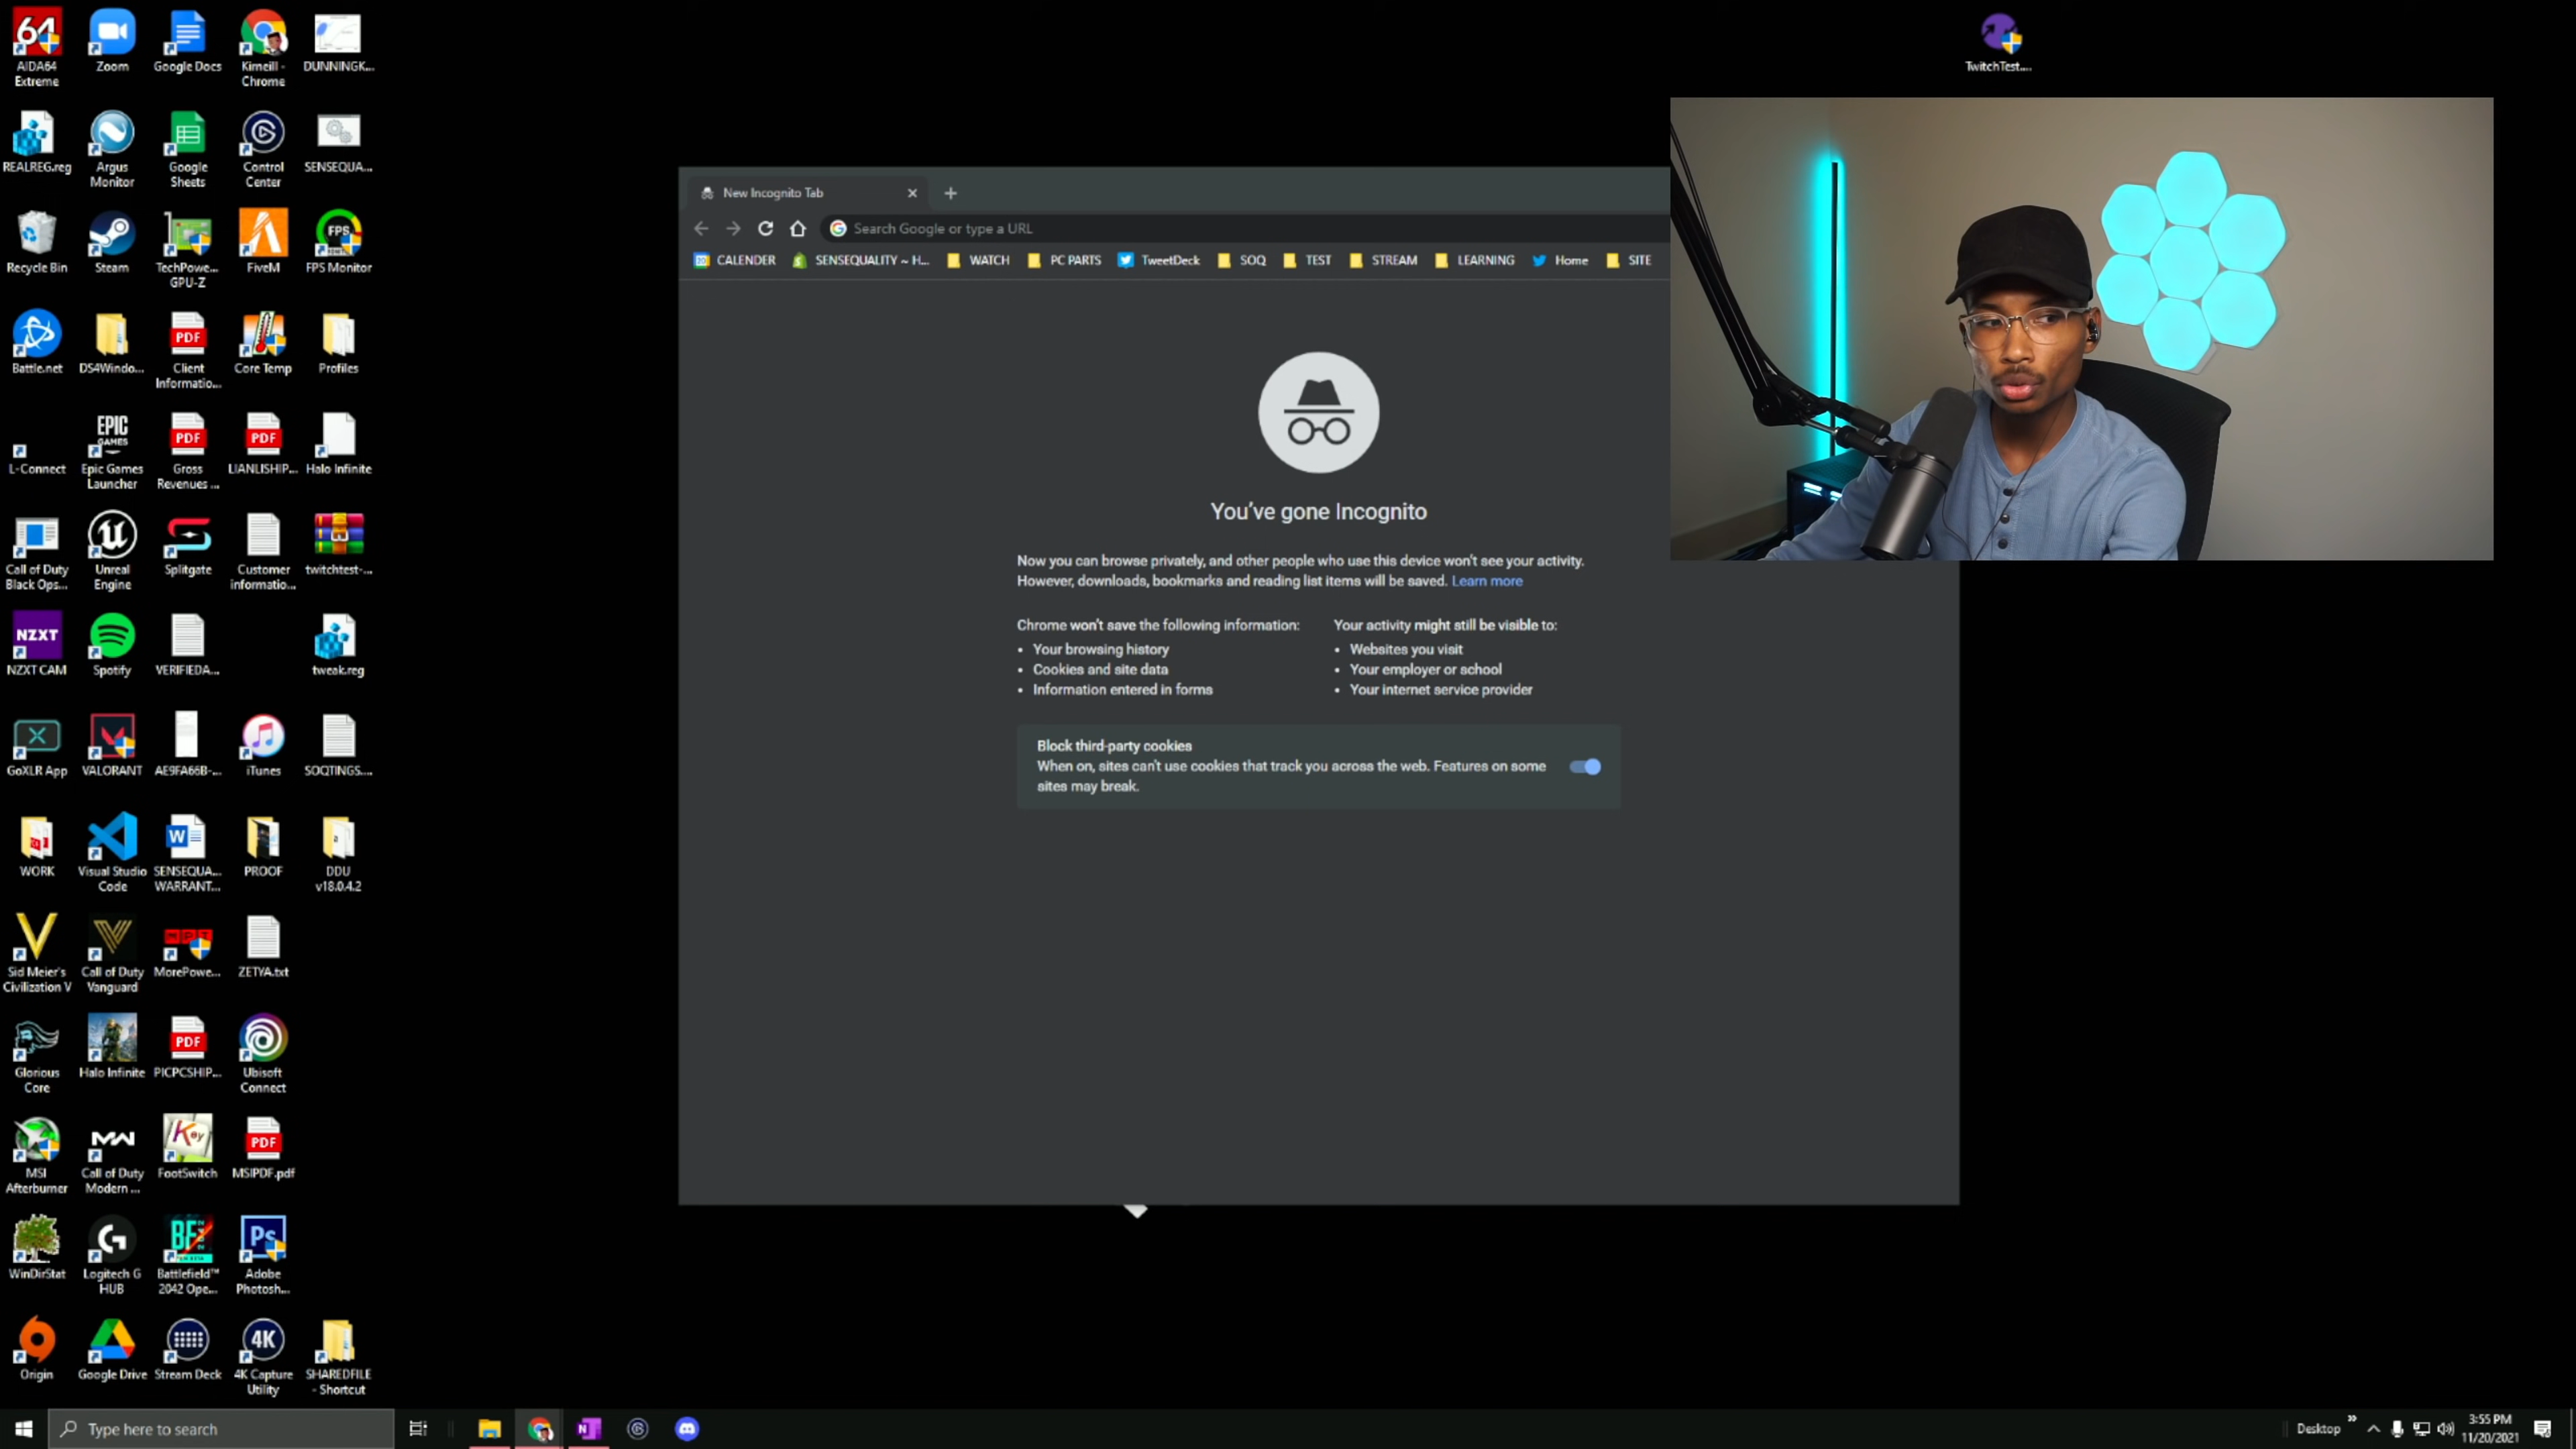 AIDA64
Extreme
Zoom
Google Docs
Kimeill -
Chrome
DUNNINGK...
TwitchTest....
REALREG.reg
Argus
Monitor
Google
Sheets
Control
Center
SENSEQUA...
Recycle Bin
Steam
TechPowe...
GPU-Z
FiveM
FPS Monitor
Battle.net
DS4Windo...
Client
Informatio...
Core Temp
Profiles
L-Connect
Epic Games
Launcher
Gross
Revenues ...
LIANLISHIP...
Halo Infinite
Call of Duty
Black Ops...
Unreal
Engine
Splitgate
Customer
informatio...
twitchtest-...
NZXT CAM
Spotify
VERIFIEDA...
tweak.reg
GoXLR App
VALORANT
AE9FA66B-...
iTunes
SOQTINGS....
WORK
Visual Studio
Code
SENSEQUA...
WARRANT...
PROOF
DDU
v18.0.4.2
Sid Meier's
Civilization V
Call of Duty
Vanguard
MorePowe...
ZETYA.txt
Glorious
Core
Halo Infinite
PICPCSHIP...
Ubisoft
Connect
MSI
Afterburner
Call of Duty
Modern ...
FootSwitch
MSIPDF.pdf
WinDirStat
Logitech G
HUB
Battlefield™
2042 Ope...
Adobe
Photosh...
Origin
Google Drive
Stream Deck
4K Capture
Utility
SHAREDFILE
- Shortcut
New Incognito Tab
Search Google or type a URL
CALENDER
SENSEQUALITY ~ H...
WATCH
PC PARTS
TweetDeck
SOQ
TEST
STREAM
LEARNING
Home
SITE
You've gone Incognito
Now you can browse privately, and other people who use this device won't see your activity.
However, downloads, bookmarks and reading list items will be saved. Learn more
Chrome won't save the following information:
• Your browsing history
• Cookies and site data
• Information entered in forms
Your activity might still be visible to:
• Websites you visit
• Your employer or school
• Your internet service provider
Block third-party cookies
When on, sites can't use cookies that track you across the web. Features on some
sites may break.
Type here to search
Desktop
3:55 PM
11/20/2021